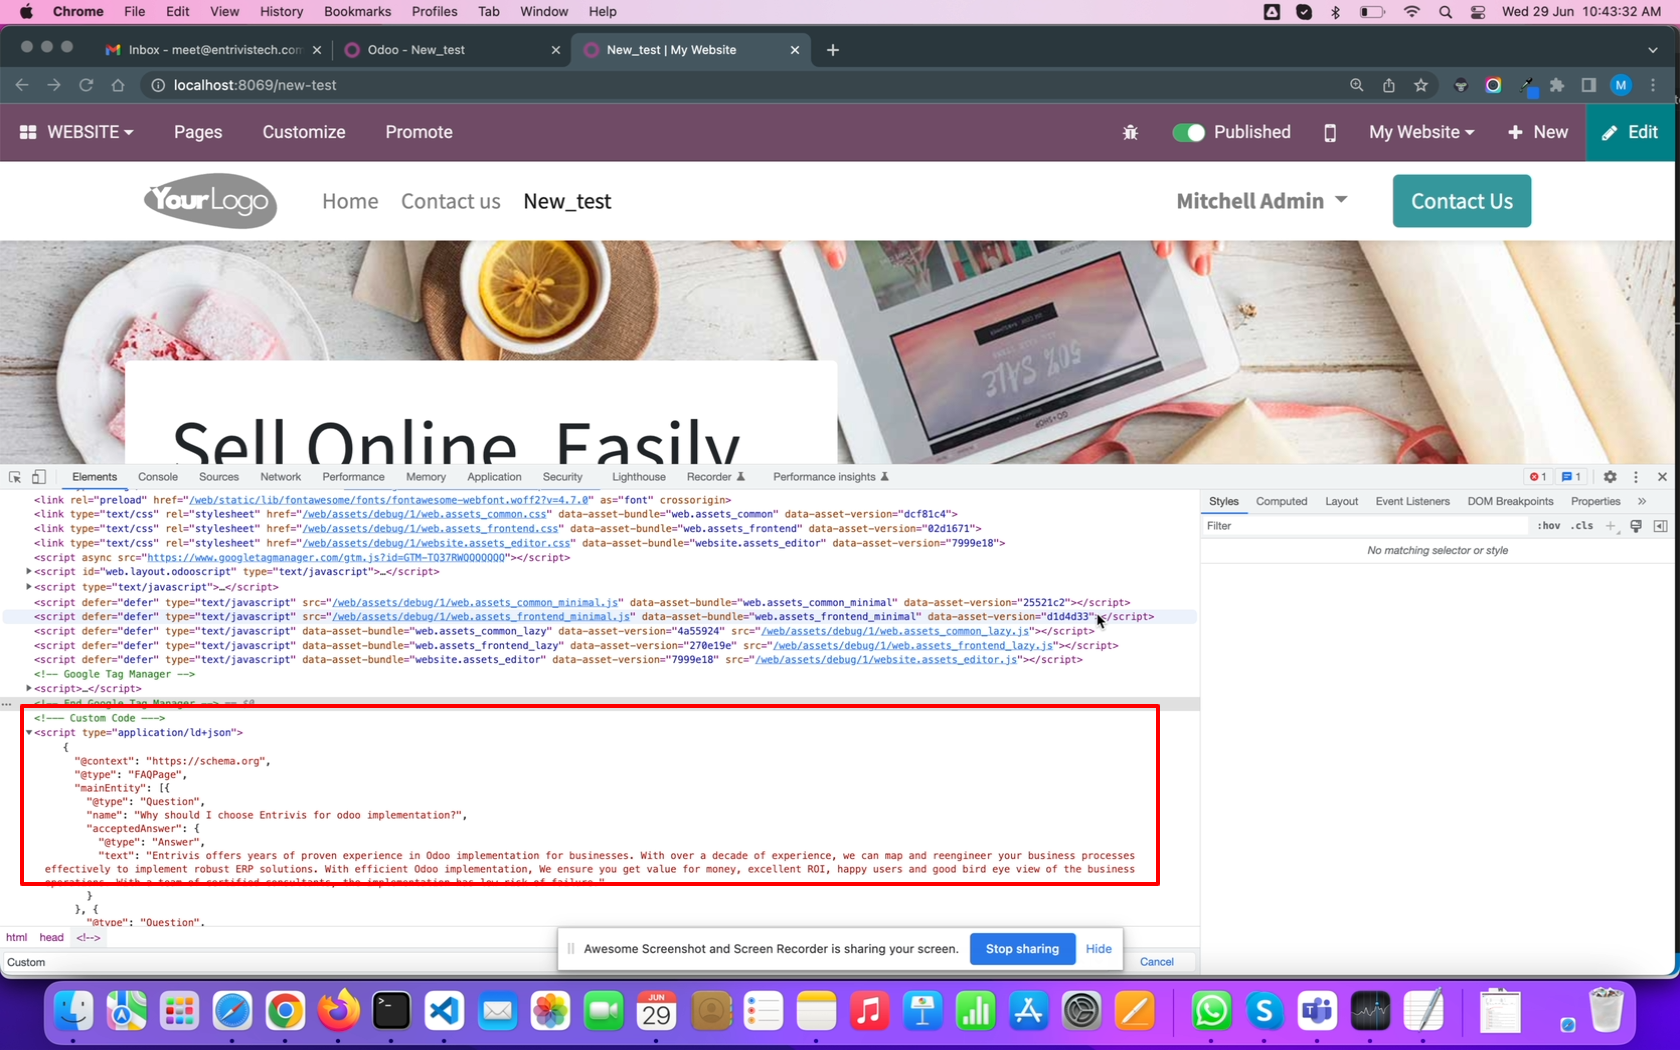 Chrome File Edit View History Bookmarks Profiles Tab Window Help Wed 29 Jun 10:43:32 AM
Inbox - meet@entrivistech.com Odoo - New_test New_test | My Website
localhost:8069/new-test M
WEBSITE Pages Customize Promote Published My Website + New Edit
YourLogo Home Contact us New_test Mitchell Admin Contact Us
50% SALE
Sell Online. Easily
Elements Console Sources Network Performance Memory Application Security Lighthouse Recorder Performance insights 1 1
<link rel="preload" href="/web/static/lib/fontawesome/fonts/fontawesome-webfont.woff2?v=4.7.0" as="font" crossorigin>
<link type="text/css" rel="stylesheet" href="/web/assets/debug/1/web.assets_common.css" data-asset-bundle="web.assets_common" data-asset-version="dcf81c4">
<link type="text/css" rel="stylesheet" href="/web/assets/debug/1/web.assets_frontend.css" data-asset-bundle="web.assets_frontend" data-asset-version="02d1671">
<link type="text/css" rel="stylesheet" href="/web/assets/debug/1/website.assets_editor.css" data-asset-bundle="website.assets_editor" data-asset-version="7999e18">
<script async src="https://www.googletagmanager.com/gtm.js?id=GTM-TO37RWQQQQQQQ"></script>
<script id="web.layout.odooscript" type="text/javascript">…</script>
<script type="text/javascript">…</script>
<script defer="defer" type="text/javascript" src="/web/assets/debug/1/web.assets_common_minimal.js" data-asset-bundle="web.assets_common_minimal" data-asset-version="25521c2"></script>
<script defer="defer" type="text/javascript" src="/web/assets/debug/1/web.assets_frontend_minimal.js" data-asset-bundle="web.assets_frontend_minimal" data-asset-version="d1d4d33"></script>
<script defer="defer" type="text/javascript" data-asset-bundle="web.assets_common_lazy" data-asset-version="4a55924" src="/web/assets/debug/1/web.assets_common_lazy.js"></script>
<script defer="defer" type="text/javascript" data-asset-bundle="web.assets_frontend_lazy" data-asset-version="270e19e" src="/web/assets/debug/1/web.assets_frontend_lazy.js"></script>
<script defer="defer" type="text/javascript" data-asset-bundle="website.assets_editor" data-asset-version="7999e18" src="/web/assets/debug/1/website.assets_editor.js"></script>
<!-- Google Tag Manager -->
<script>…</script>
<!-- End Google Tag Manager --> == $0
<!--- Custom Code --->
<script type="application/ld+json">
{
"@context": "https://schema.org",
"@type": "FAQPage",
"mainEntity": [{
"@type": "Question",
"name": "Why should I choose Entrivis for odoo implementation?",
"acceptedAnswer": {
"@type": "Answer",
"text": "Entrivis offers years of proven experience in Odoo implementation for businesses. With over a decade of experience, we can map and reengineer your business processes
effectively to implement robust ERP solutions. With efficient Odoo implementation, We ensure you get value for money, excellent ROI, happy users and good bird eye view of the business
operations. With a team of certified consultants, the implementation has low risk of failure."
}
}, {
"@type": "Question",
html head <!-->
Custom Cancel
Styles Computed Layout Event Listeners DOM Breakpoints Properties »
Filter :hov .cls +
No matching selector or style
Awesome Screenshot and Screen Recorder is sharing your screen. Stop sharing Hide
JUN
29